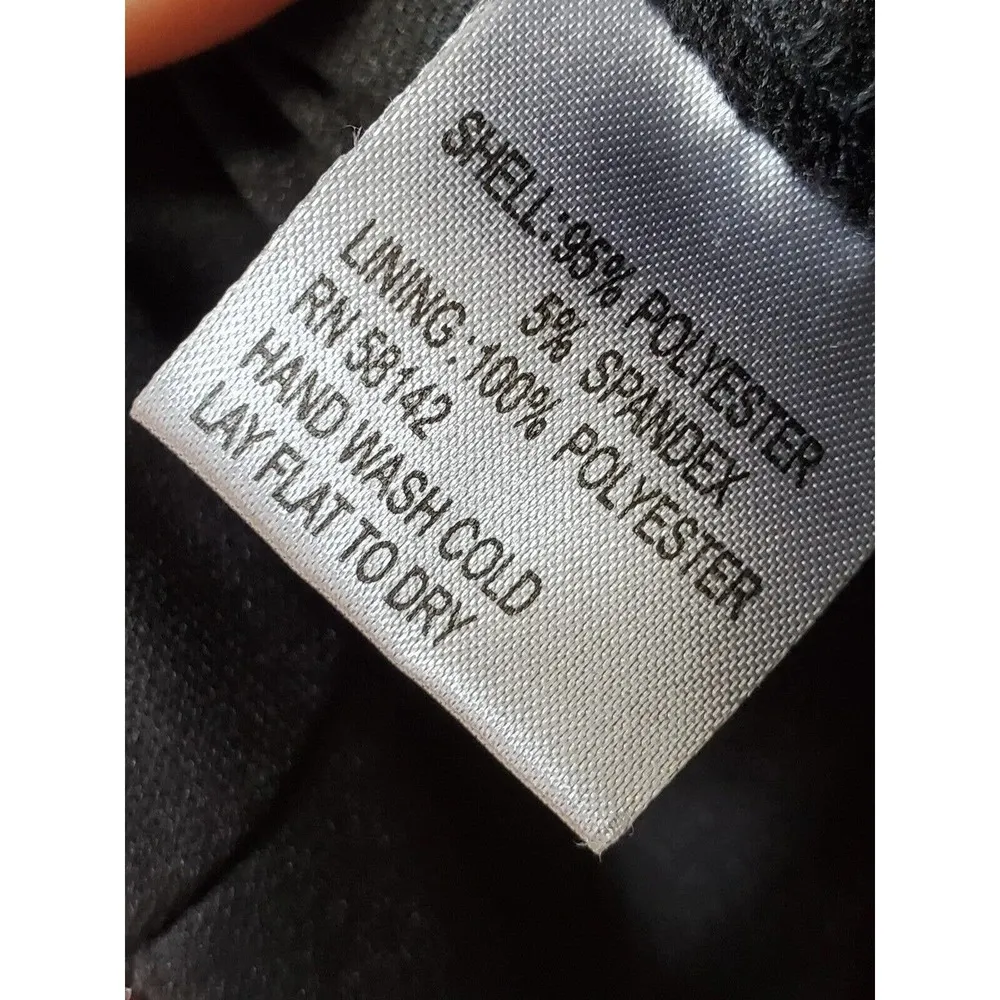 SHELL:95% POLYESTER
5% SPANDEX
LINING:100% POLYESTER
RN 58142
HAND WASH COLD
LAY FLAT TO DRY